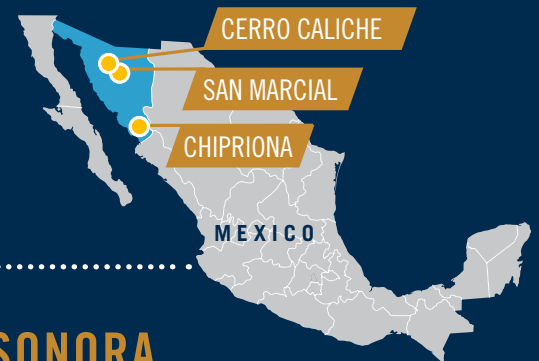 CERRO CALICHE
SAN MARCIAL
CHIPRIONA
MEXICO
SONORA